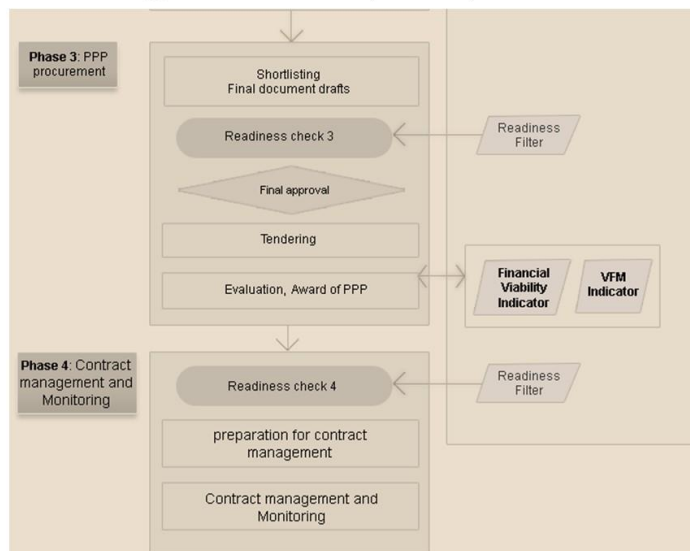 Phase 3: PPP
procurement
Shortlisting
Final document drafts
Readiness check 3
Readiness
Filter
Final approval
Tendering
Evaluation, Award of PPP
Financial
Viability
Indicator
VFM
Indicator
Phase 4: Contract
management and
Monitoring
Readiness check 4
Readiness
Filter
preparation for contract
management
Contract management and
Monitoring